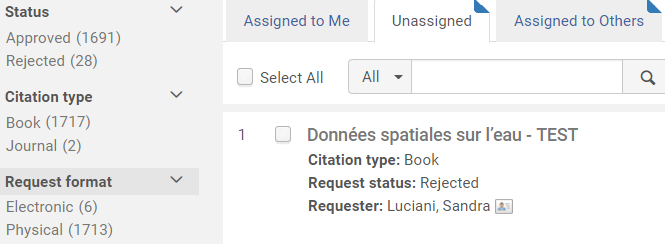 Status
Approved (1691)
Rejected (28)
Citation type
Book (1717)
Journal (2)
Request format
Electronic (6)
Physical (1713)
Assigned to Me
Unassigned
Assigned to Others
Select All
All
1
Données spatiales sur l’eau - TEST
Citation type: Book
Request status: Rejected
Requester: Luciani, Sandra